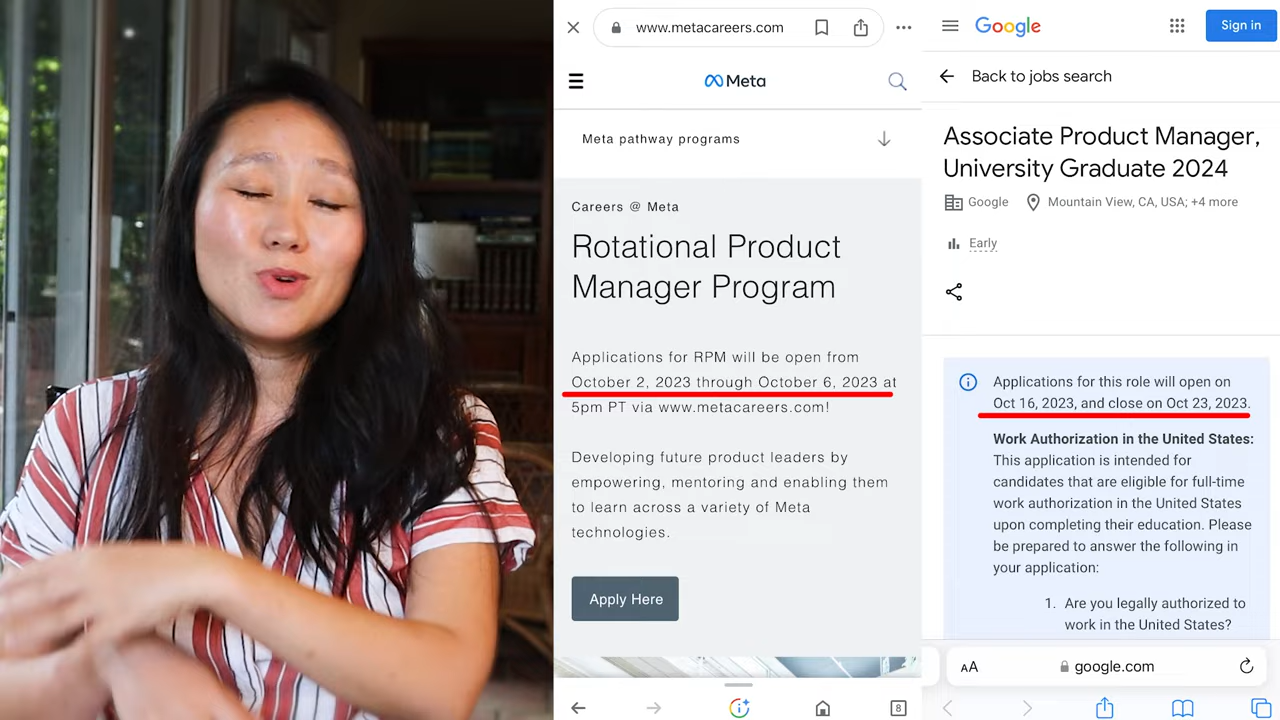 www.metacareers.com
Meta
Meta pathway programs
Careers @ Meta
Rotational Product
Manager Program
Applications for RPM will be open from
October 2, 2023 through October 6, 2023 at
5pm PT via www.metacareers.com!
Developing future product leaders by
empowering, mentoring and enabling them
to learn across a variety of Meta
technologies.
Apply Here
8
Google
Sign in
Back to jobs search
Associate Product Manager,
University Graduate 2024
Google
Mountain View, CA, USA; +4 more
Early
Applications for this role will open on
Oct 16, 2023, and close on Oct 23, 2023.
Work Authorization in the United States:
This application is intended for
candidates that are eligible for full-time
work authorization in the United States
upon completing their education. Please
be prepared to answer the following in
your application:
1. Are you legally authorized to
work in the United States?
AA
google.com